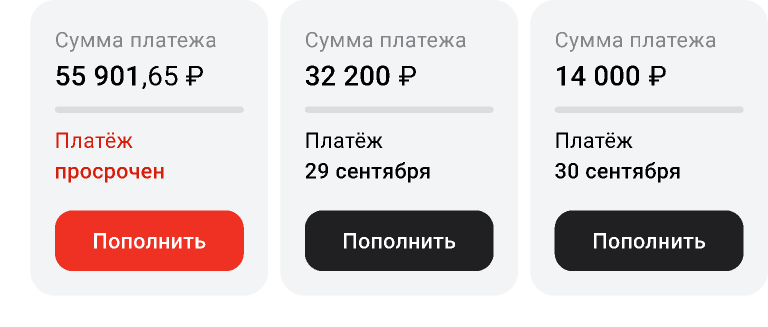 Сумма платежа
55 901,65 ₽
Платёж
просрочен
Пополнить
Сумма платежа
32 200 ₽
Платёж
29 сентября
Пополнить
Сумма платежа
14 000 ₽
Платёж
30 сентября
Пополнить